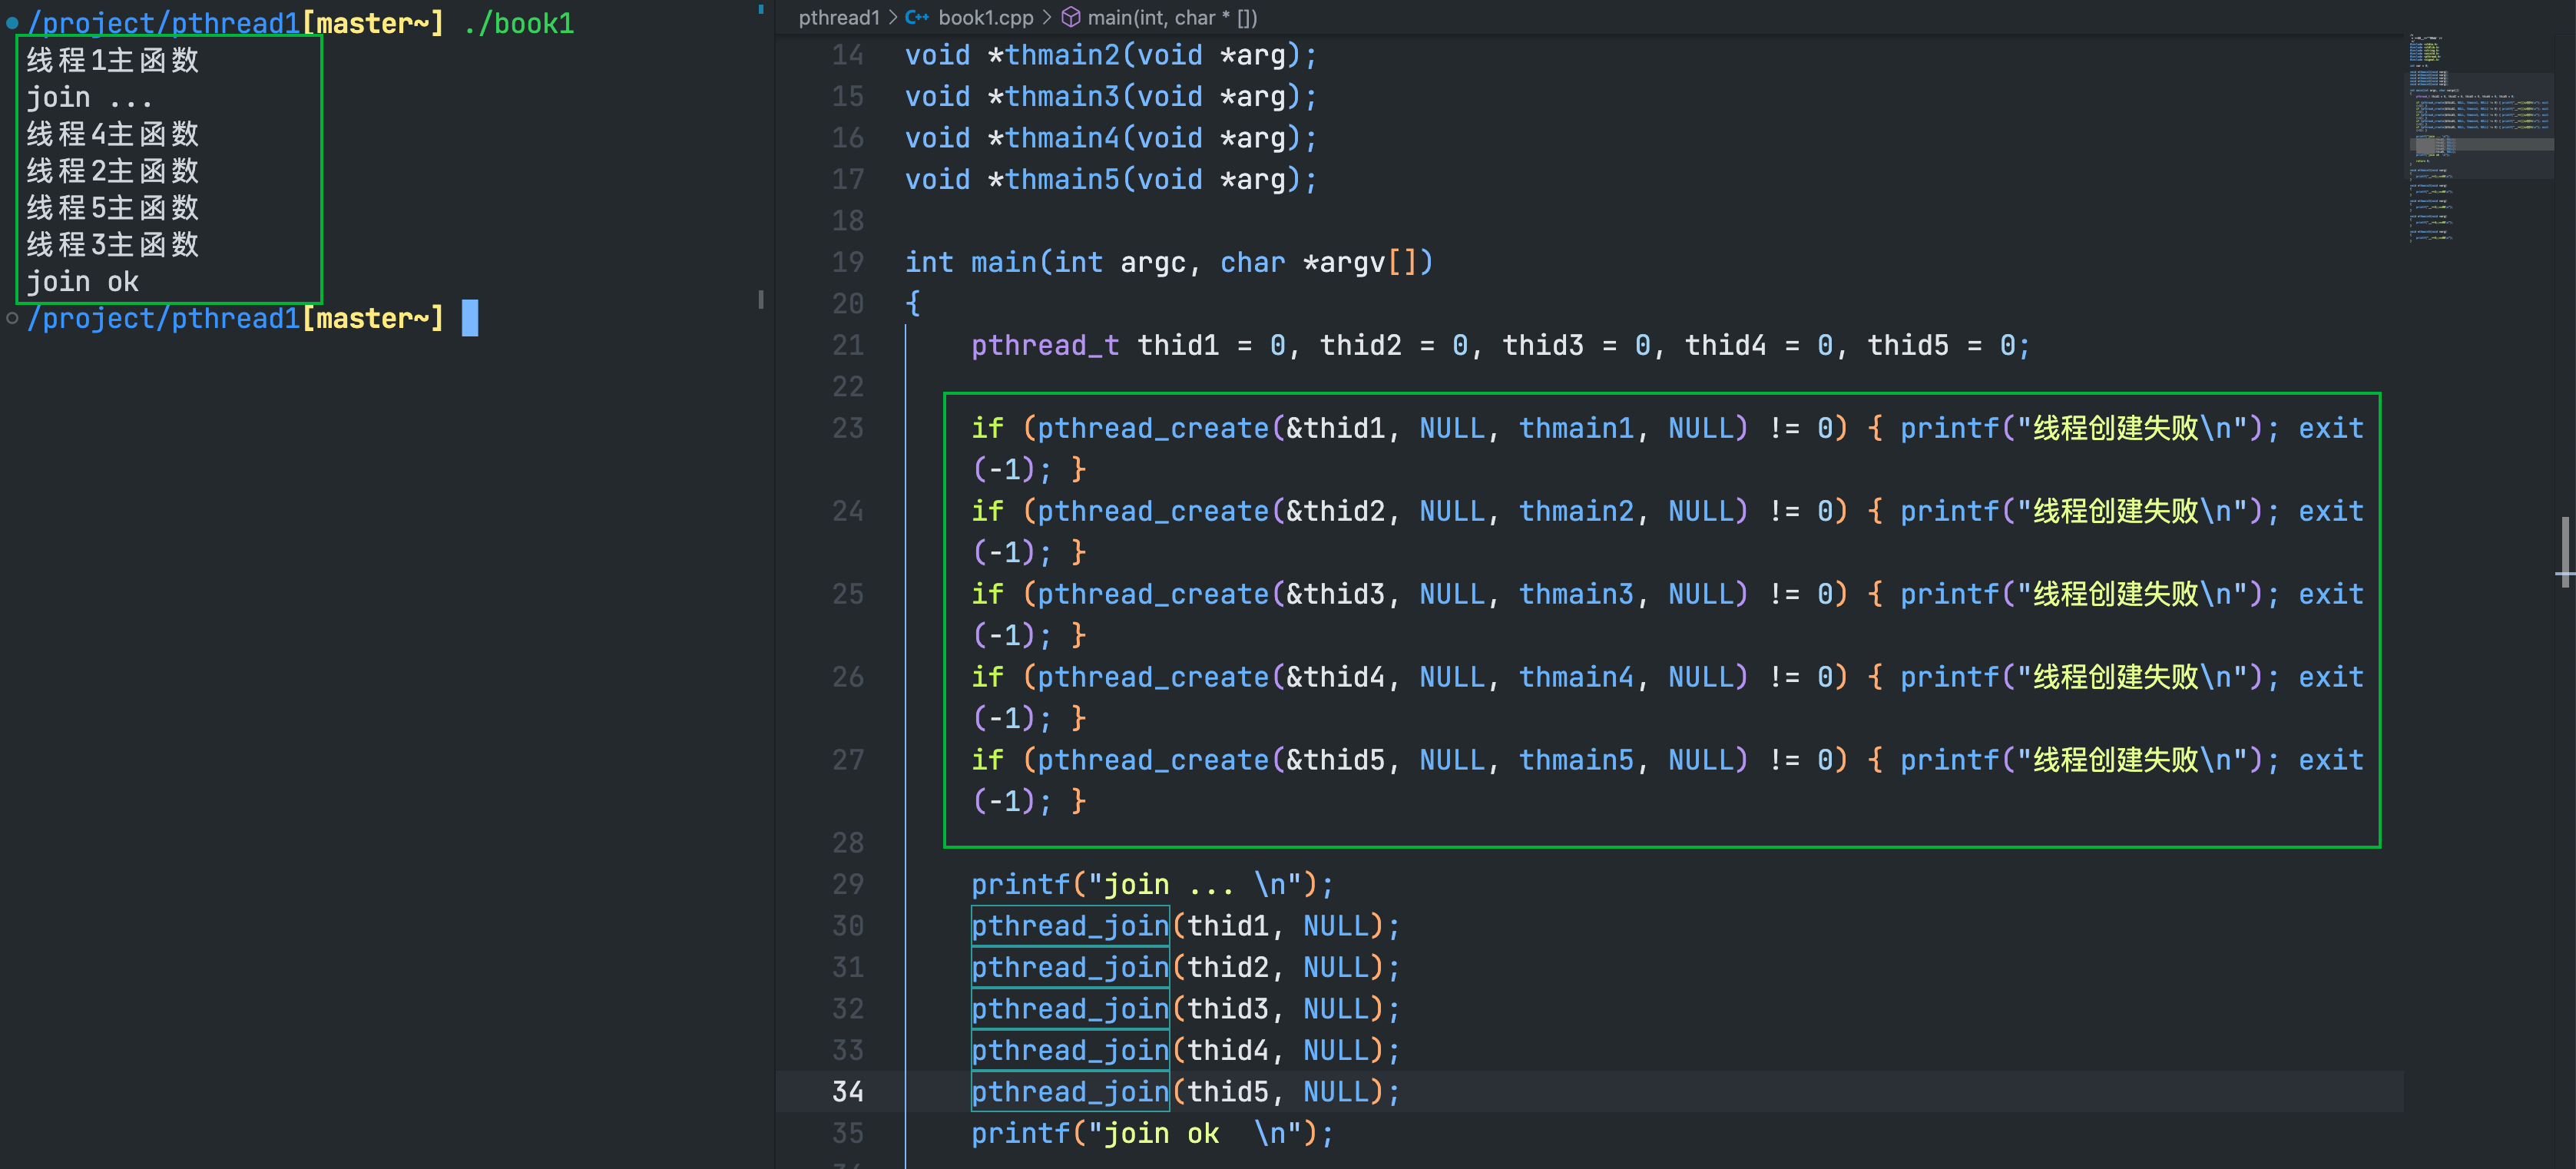 /project/pthread1[master~] ./book1
线程1主函数
join ...
线程4主函数
线程2主函数
线程5主函数
线程3主函数
join ok
/project/pthread1[master~]
pthread1 > C++ book1.cpp > main(int, char * [])
14 void *thmain2(void *arg);
15 void *thmain3(void *arg);
16 void *thmain4(void *arg);
17 void *thmain5(void *arg);
18
19 int main(int argc, char *argv[])
20 {
21 pthread_t thid1 = 0, thid2 = 0, thid3 = 0, thid4 = 0, thid5 = 0;
22
23 if (pthread_create(&thid1, NULL, thmain1, NULL) != 0) { printf("线程创建失败\n"); exit
(-1); }
24 if (pthread_create(&thid2, NULL, thmain2, NULL) != 0) { printf("线程创建失败\n"); exit
(-1); }
25 if (pthread_create(&thid3, NULL, thmain3, NULL) != 0) { printf("线程创建失败\n"); exit
(-1); }
26 if (pthread_create(&thid4, NULL, thmain4, NULL) != 0) { printf("线程创建失败\n"); exit
(-1); }
27 if (pthread_create(&thid5, NULL, thmain5, NULL) != 0) { printf("线程创建失败\n"); exit
(-1); }
28
29 printf("join ... \n");
30 pthread_join(thid1, NULL);
31 pthread_join(thid2, NULL);
32 pthread_join(thid3, NULL);
33 pthread_join(thid4, NULL);
34 pthread_join(thid5, NULL);
35 printf("join ok  \n");